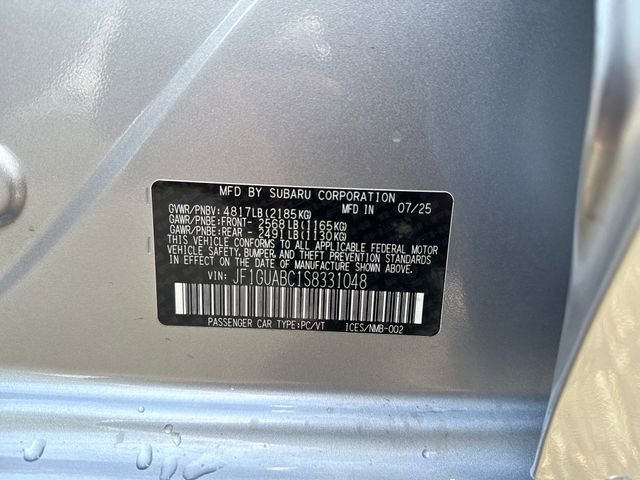 MFD BY SUBARU CORPORATION
GVWR/PNBV: 4817LB(2185KG) MFD IN 07/25
GAWR/PNBE:FRONT- 2568LB(1165KG)
GAWR/PNBE:REAR - 2491LB(1130KG)
THIS VEHICLE CONFORMS TO ALL APPLICABLE FEDERAL MOTOR
VEHICLE SAFETY, BUMPER, AND THEFT PREVENTION STANDARDS
IN EFFECT ON THE DATE OF MANUFACTURE SHOWN ABOVE.
VIN: JF1GUABC1S8331048
PASSENGER CAR TYPE:PC/VT ICES/NMB-002